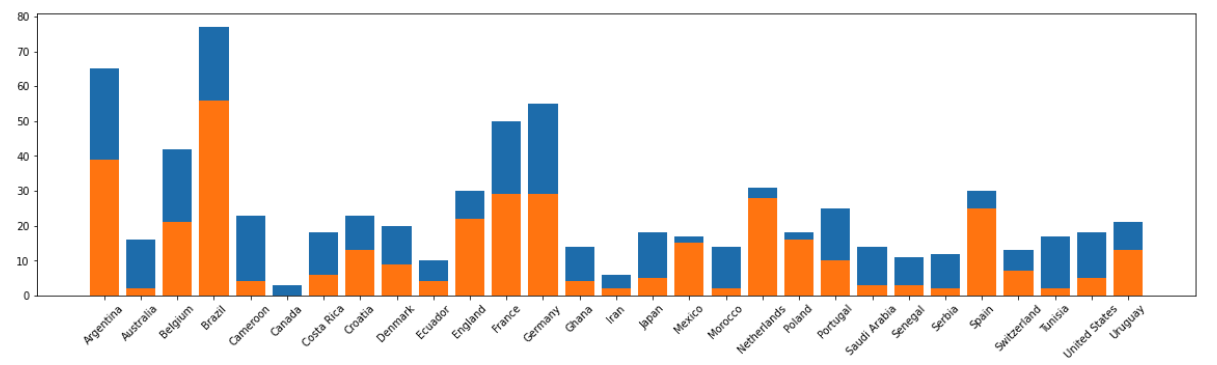 80
70
60
50
40
30
20
10
0
Argentina
Australia
Belgium
Brazil
Cameroon
Canada
Costa Rica
Croatia
Denmark
Ecuador
England
France
Germany
Ghana
Iran
Japan
Mexico
Morocco
Netherlands
Poland
Portugal
Saudi Arabia
Senegal
Serbia
Spain
Switzerland
Tunisia
United States
Uruguay